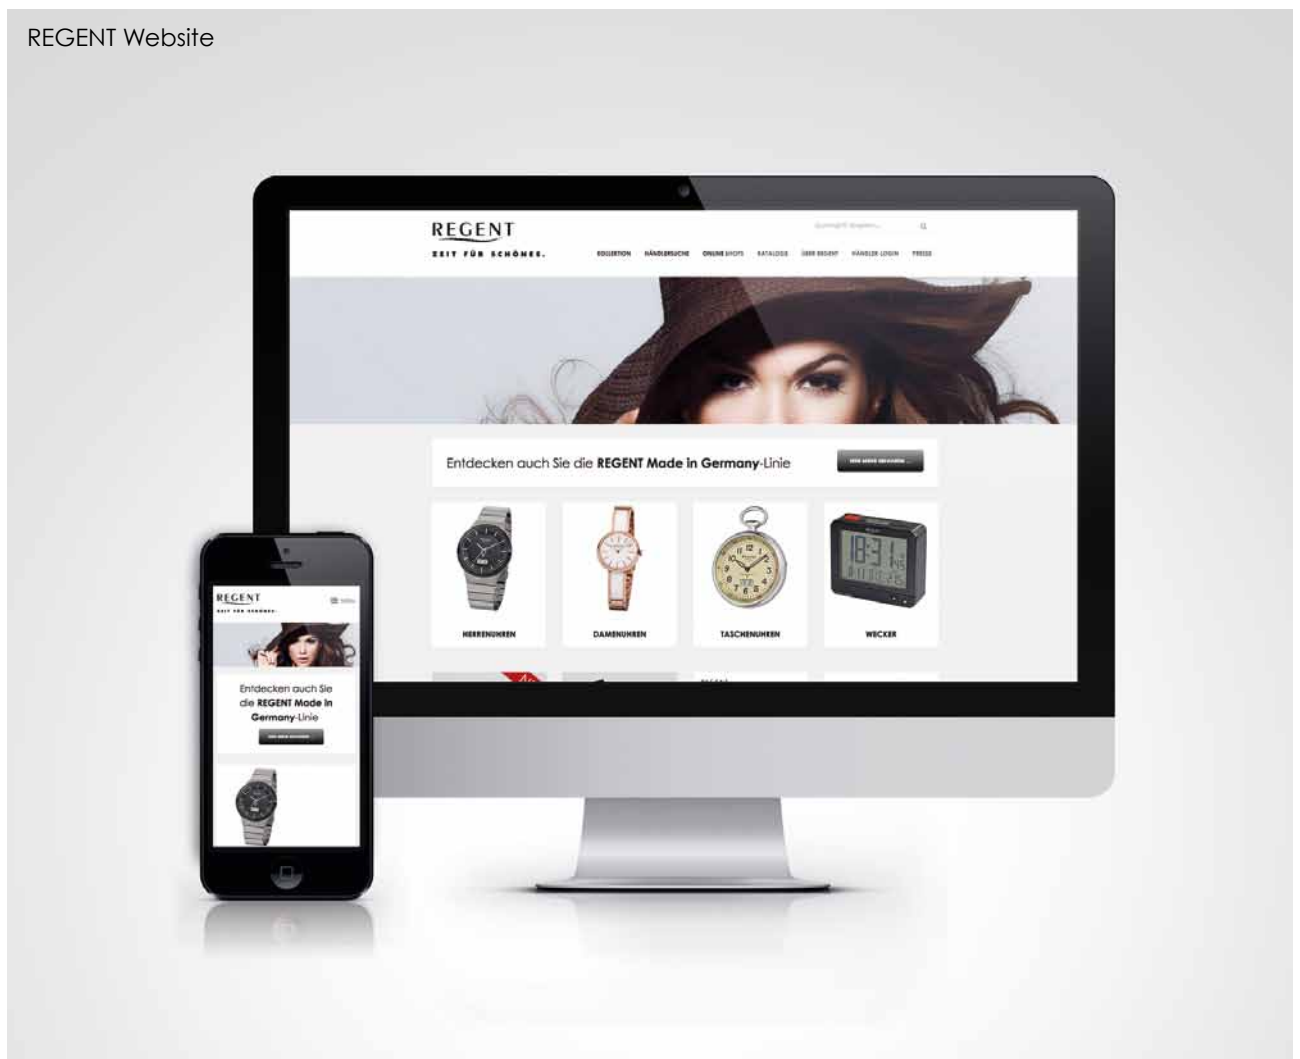 REGENT Website
REGENT
ZEIT FÜR SCHÖNES.
KOLLEKTION HÄNDLERSUCHE ONLINE SHOPS KATALOGE ÜBER REGENT HÄNDLER-LOGIN PRESSE
Entdecken auch Sie die REGENT Made in Germany-Linie
HERRENUHREN
DAMENUHREN
TASCHENUHREN
WECKER
REGENT
ZEIT FÜR SCHÖNES.
Entdecken auch Sie
die REGENT Made in
Germany-Linie